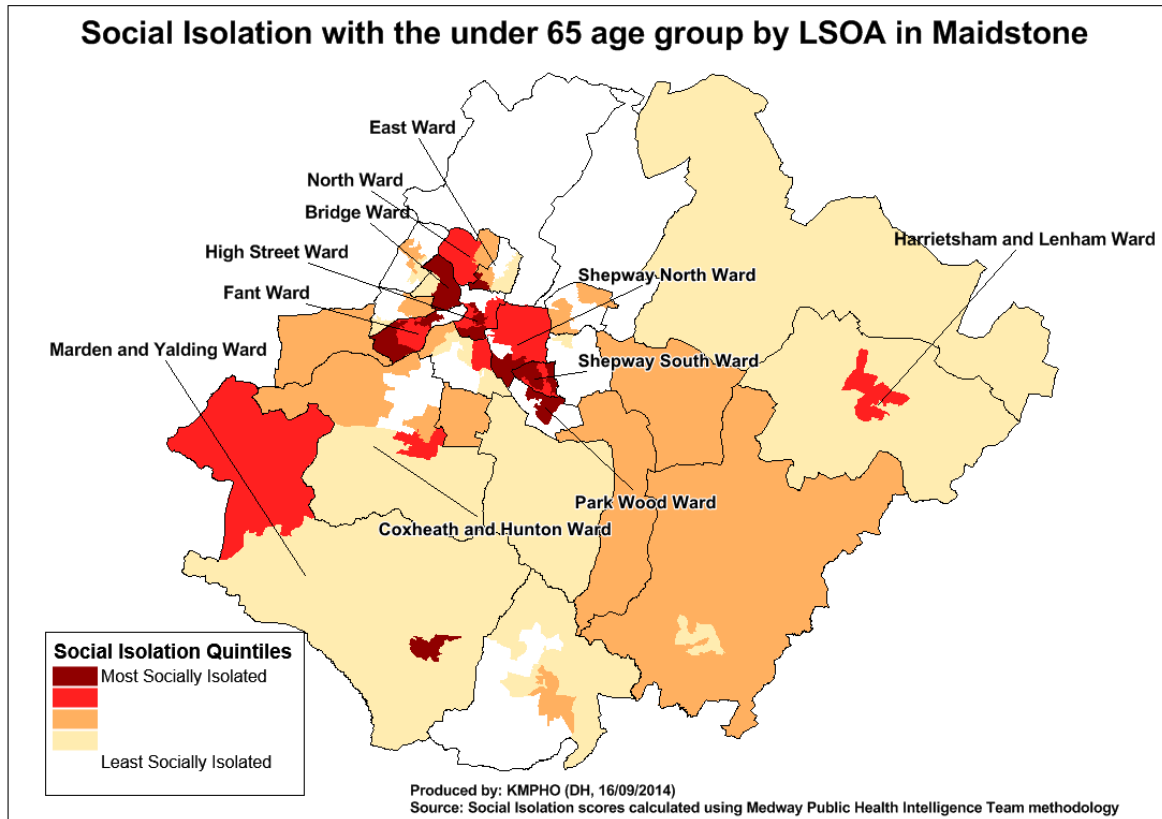 Social Isolation with the under 65 age group by LSOA in Maidstone
East Ward
North Ward
Bridge Ward
High Street Ward
Harrietsham and Lenham Ward
Shepway North Ward
Fant Ward
Marden and Yalding Ward
Shepway South Ward
Park Wood Ward
Coxheath and Hunton Ward
Social Isolation Quintiles
Most Socially Isolated
Least Socially Isolated
Produced by: KMPHO (DH, 16/09/2014)
Source: Social Isolation scores calculated using Medway Public Health Intelligence Team methodology